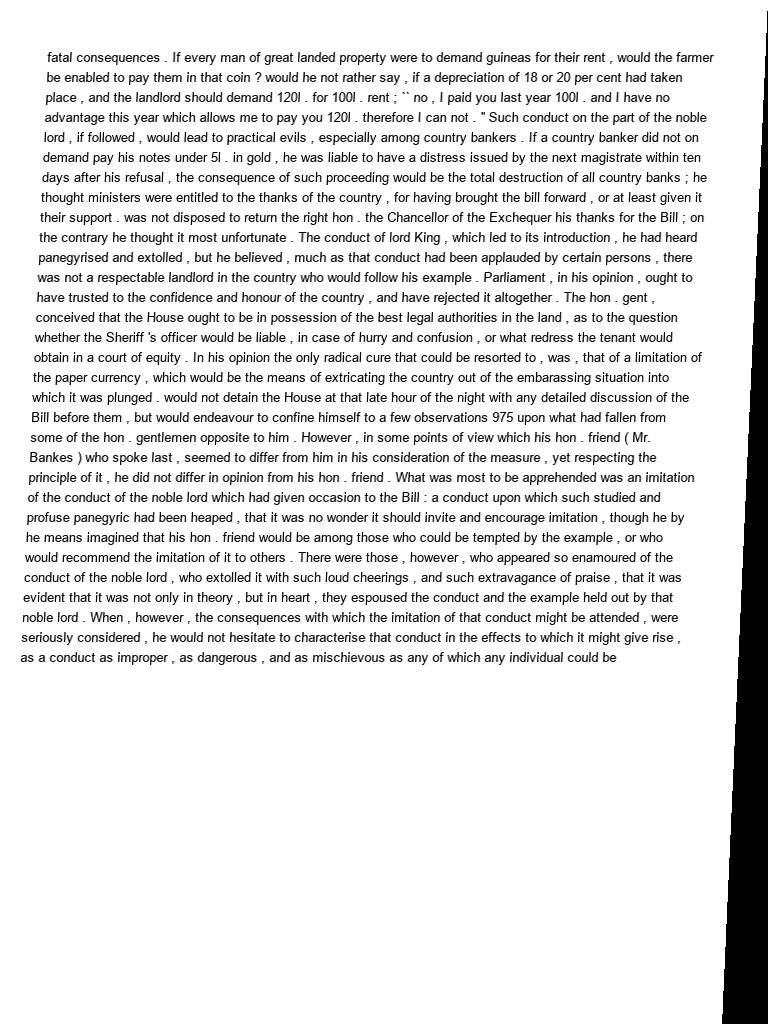 fatal consequences . If every man of great landed property were to demand guineas for their rent , would the farmer
be enabled to pay them in that coin ? would he not rather say , if a depreciation of 18 or 20 per cent had taken
place , and the landlord should demand 120l . for 100l . rent ; `` no , I paid you last year 100l . and I have no
advantage this year which allows me to pay you 120l . therefore I can not . " Such conduct on the part of the noble
lord , if followed , would lead to practical evils , especially among country bankers . If a country banker did not on
demand pay his notes under 5l . in gold , he was liable to have a distress issued by the next magistrate within ten
days after his refusal , the consequence of such proceeding would be the total destruction of all country banks ; he
thought ministers were entitled to the thanks of the country , for having brought the bill forward , or at least given it
their support . was not disposed to return the right hon . the Chancellor of the Exchequer his thanks for the Bill ; on
the contrary he thought it most unfortunate . The conduct of lord King , which led to its introduction , he had heard
panegyrised and extolled , but he believed , much as that conduct had been applauded by certain persons , there
was not a respectable landlord in the country who would follow his example . Parliament , in his opinion , ought to
have trusted to the confidence and honour of the country , and have rejected it altogether . The hon . gent ,
conceived that the House ought to be in possession of the best legal authorities in the land , as to the question
whether the Sheriff 's officer would be liable , in case of hurry and confusion , or what redress the tenant would
obtain in a court of equity . In his opinion the only radical cure that could be resorted to , was , that of a limitation of
the paper currency , which would be the means of extricating the country out of the embarassing situation into
which it was plunged . would not detain the House at that late hour of the night with any detailed discussion of the
Bill before them , but would endeavour to confine himself to a few observations 975 upon what had fallen from
some of the hon . gentlemen opposite to him . However , in some points of view which his hon . friend ( Mr.
Bankes ) who spoke last , seemed to differ from him in his consideration of the measure , yet respecting the
principle of it , he did not differ in opinion from his hon . friend . What was most to be apprehended was an imitation
of the conduct of the noble lord which had given occasion to the Bill : a conduct upon which such studied and
profuse panegyric had been heaped , that it was no wonder it should invite and encourage imitation , though he by
he means imagined that his hon . friend would be among those who could be tempted by the example , or who
would recommend the imitation of it to others . There were those , however , who appeared so enamoured of the
conduct of the noble lord , who extolled it with such loud cheerings , and such extravagance of praise , that it was
evident that it was not only in theory , but in heart , they espoused the conduct and the example held out by that
noble lord . When , however , the consequences with which the imitation of that conduct might be attended , were
seriously considered , he would not hesitate to characterise that conduct in the effects to which it might give rise ,
as a conduct as improper , as dangerous , and as mischievous as any of which any individual could be